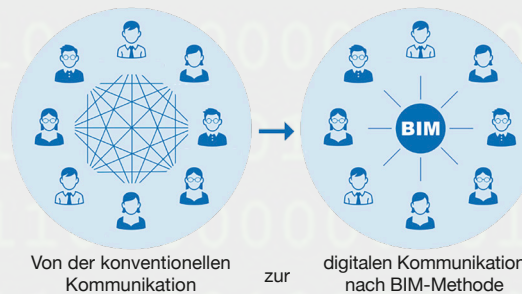 BIM
Von der konventionellen
Kommunikation
zur
digitalen Kommunikation
nach BIM-Methode